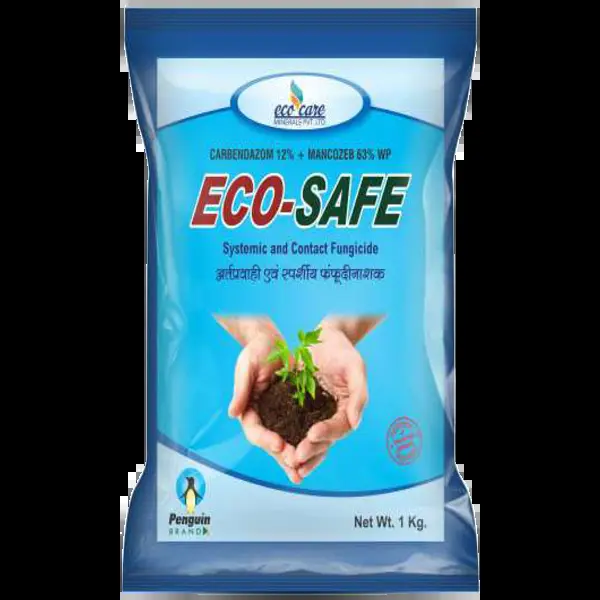 eco care
MINERALS PVT. LTD
CARBENDAZOM 12% + MANCOZEB 63% WP
ECO-SAFE
Systemic and Contact Fungicide
अर्तप्रवाही एवं स्पर्शीय फंफूदीनाशक
Penguin
BRAND
Net Wt. 1 Kg.